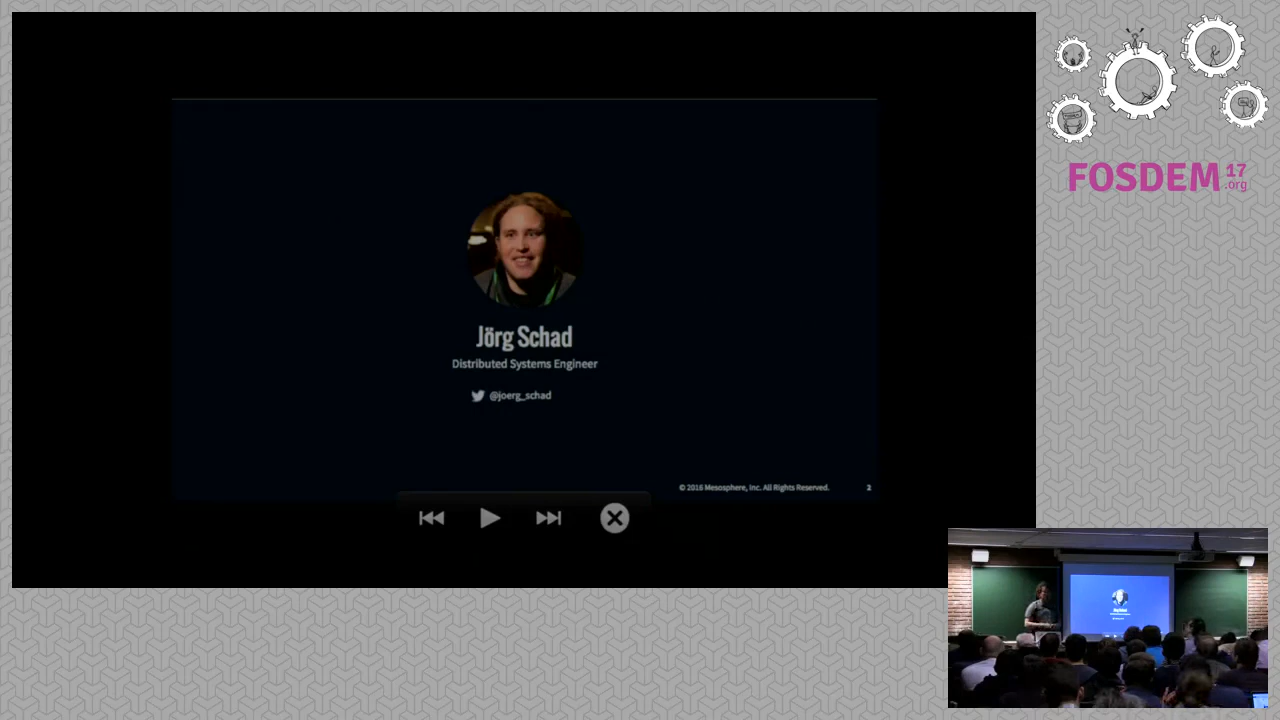 Jörg Schad
Distributed Systems Engineer
@joerg_schad
© 2016 Mesosphere, Inc. All Rights Reserved.
2
FOSDEM 17
.org